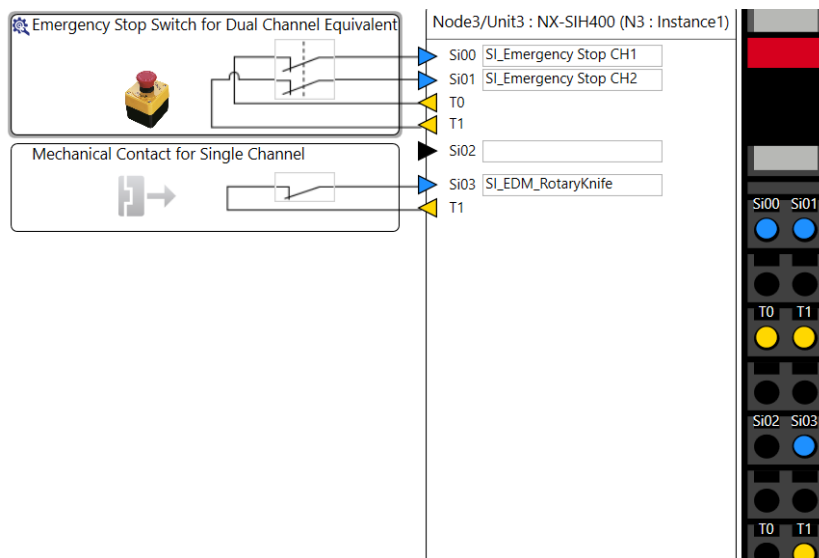 Emergency Stop Switch for Dual Channel Equivalent
Node3/Unit3 : NX-SIH400 (N3 : Instance1)
Si00 SI_Emergency Stop CH1
Si01 SI_Emergency Stop CH2
T0
T1
Mechanical Contact for Single Channel
Si02
Si03 SI_EDM_RotaryKnife
T1
Si00 Si01
T0 T1
Si02 Si03
T0 T1